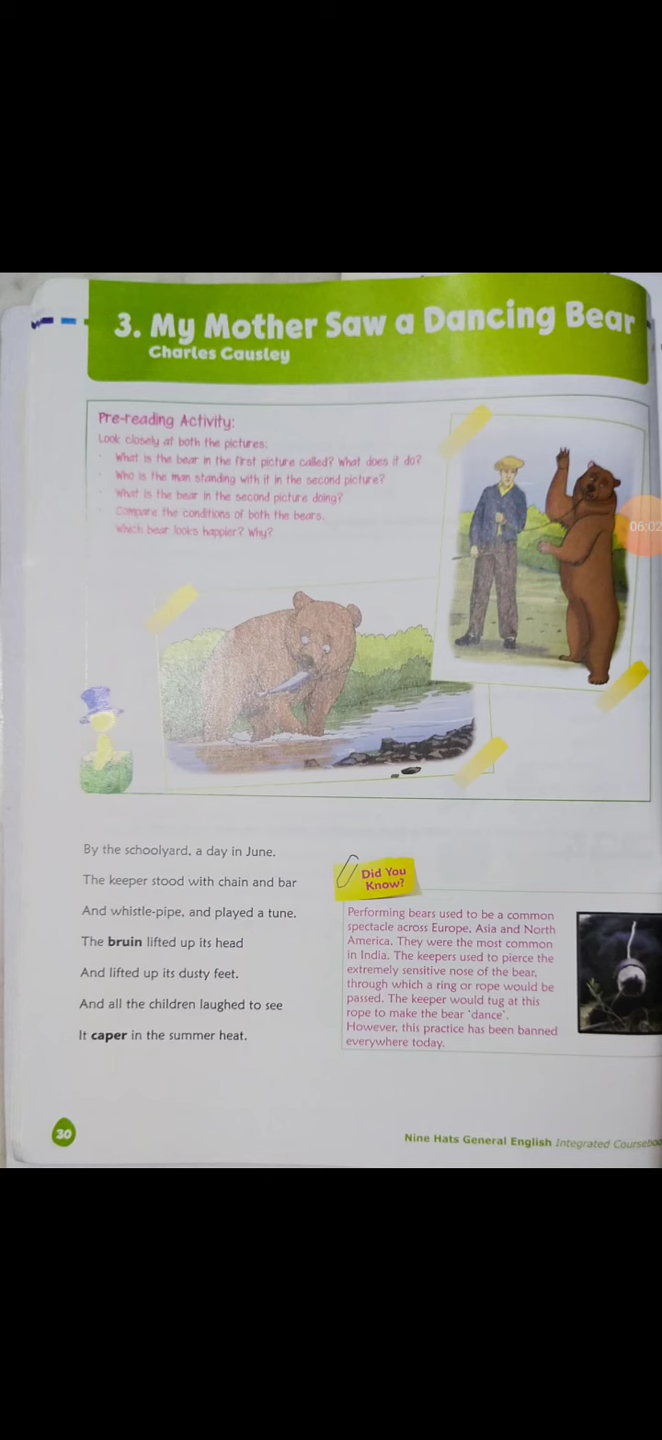 3. My Mother Saw a Dancing Bear
Charles Causley
Pre-reading Activity:
Look closely at both the pictures:
What is the bear in the first picture called? What does it do?
Who is the man standing with it in the second picture?
What is the bear in the second picture doing?
Compare the conditions of both the bears.
Which bear looks happier? Why?
06:02
By the schoolyard, a day in June.
The keeper stood with chain and bar
And whistle-pipe, and played a tune.
The bruin lifted up its head
And lifted up its dusty feet.
And all the children laughed to see
It caper in the summer heat.
Did You
Know?
Performing bears used to be a common
spectacle across Europe, Asia and North
America. They were the most common
in India. The keepers used to pierce the
extremely sensitive nose of the bear,
through which a ring or rope would be
passed. The keeper would tug at this
rope to make the bear 'dance'.
However, this practice has been banned
everywhere today.
30
Nine Hats General English Integrated